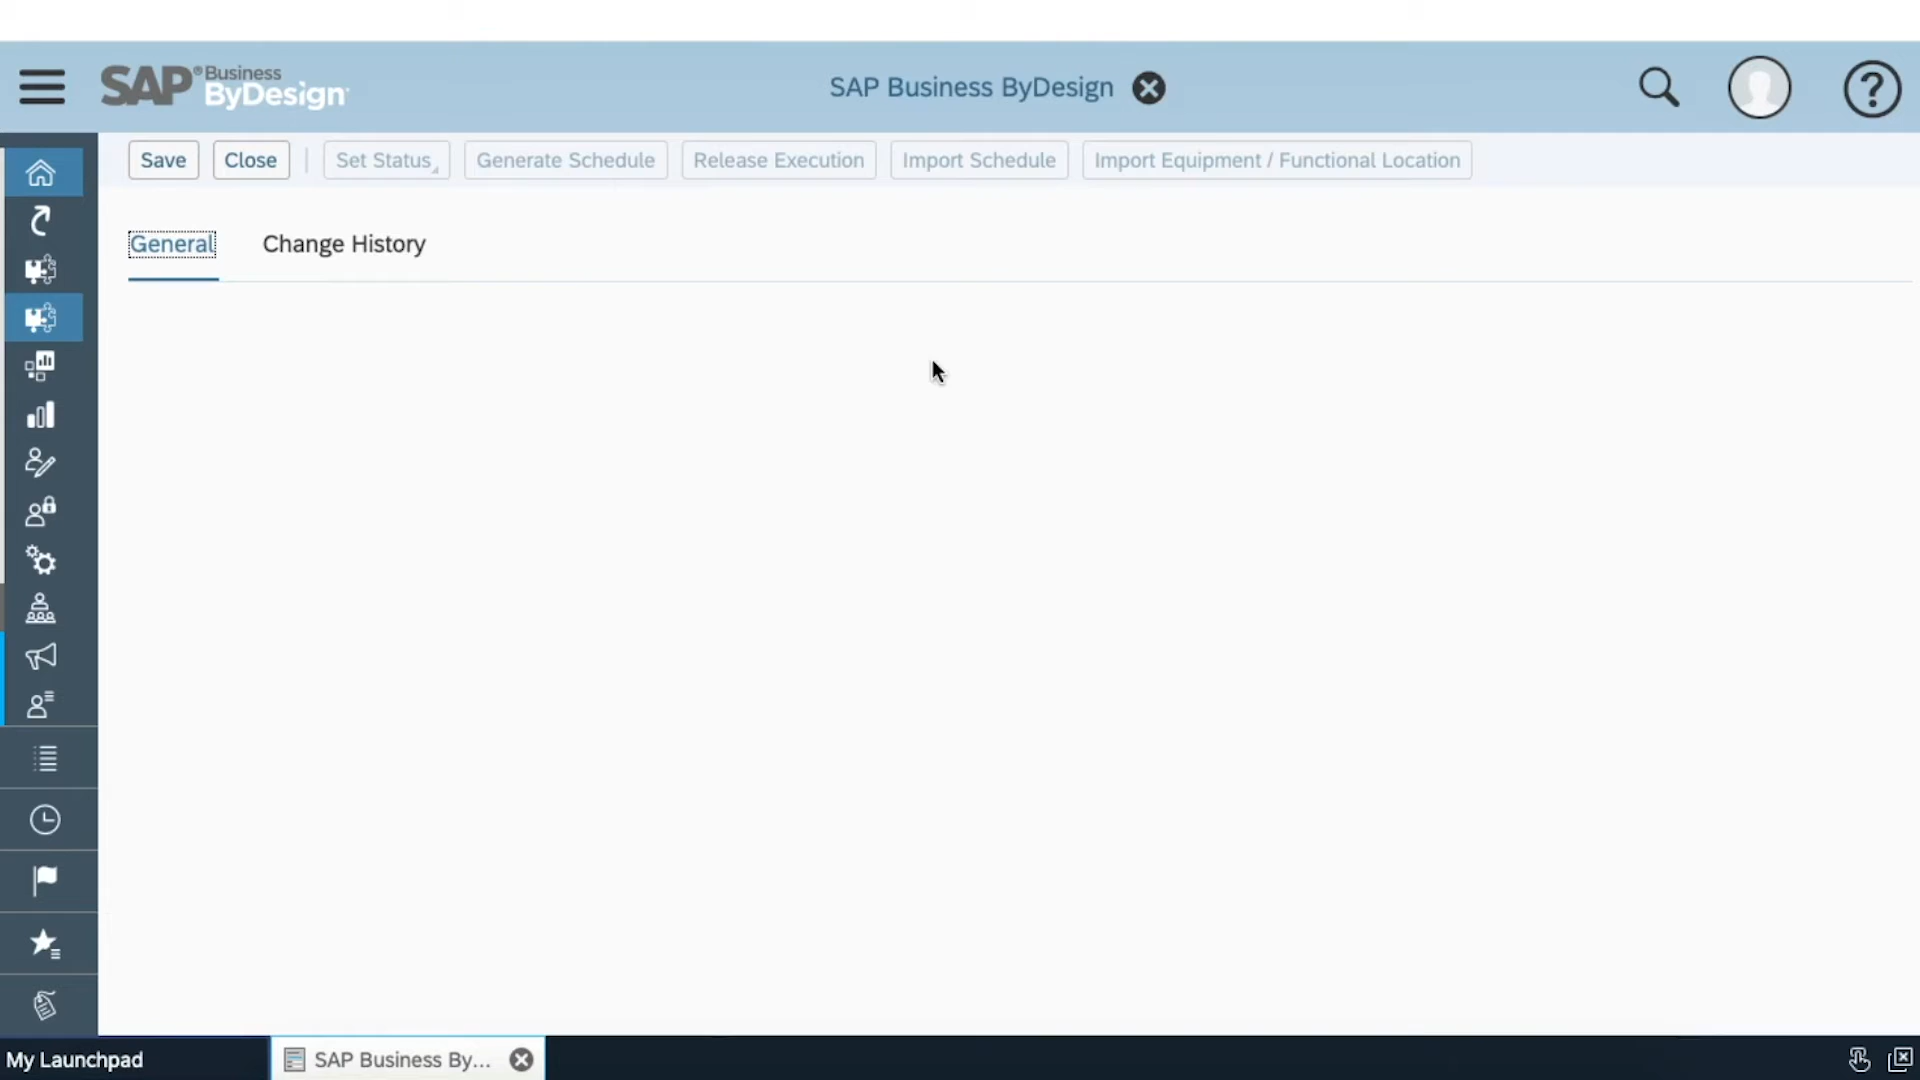 SAP® Business ByDesign
SAP Business ByDesign
Save Close Set Status Generate Schedule Release Execution Import Schedule Import Equipment / Functional Location
General Change History
My Launchpad SAP Business By...